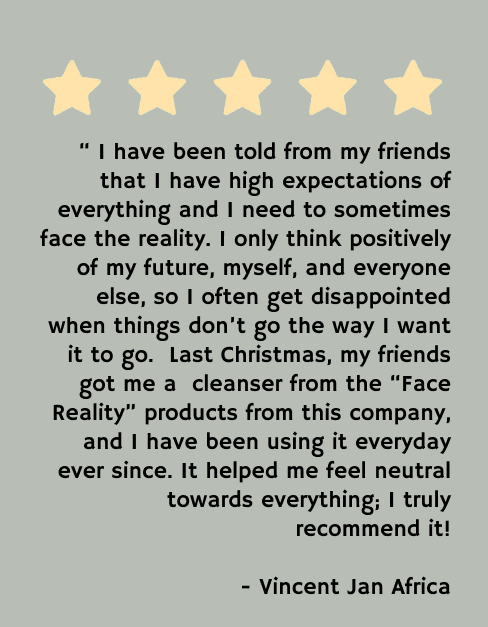 “ I have been told from my friends
that I have high expectations of
everything and I need to sometimes
face the reality. I only think positively
of my future, myself, and everyone
else, so I often get disappointed
when things don’t go the way I want
it to go.  Last Christmas, my friends
got me a  cleanser from the “Face
Reality” products from this company,
and I have been using it everyday
ever since. It helped me feel neutral
towards everything; I truly
recommend it!
- Vincent Jan Africa